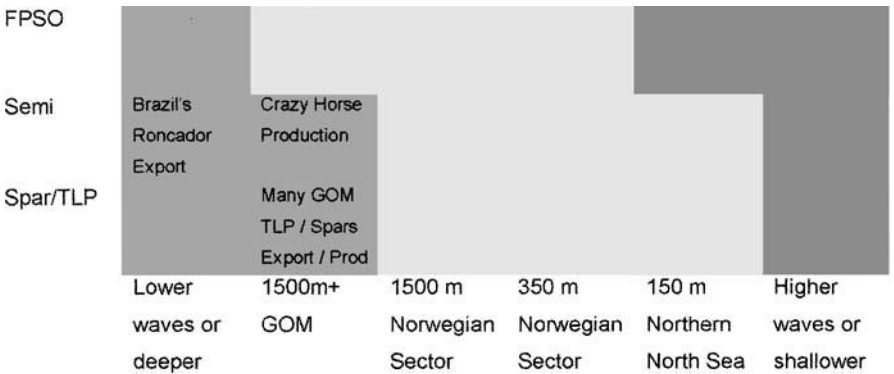 FPSO
Semi
Brazil's
Roncador
Export
Crazy Horse
Production
Spar/TLP
Many GOM
TLP / Spars
Export / Prod
Lower
waves or
deeper
1500m+
GOM
1500 m
Norwegian
Sector
350 m
Norwegian
Sector
150 m
Northern
North Sea
Higher
waves or
shallower